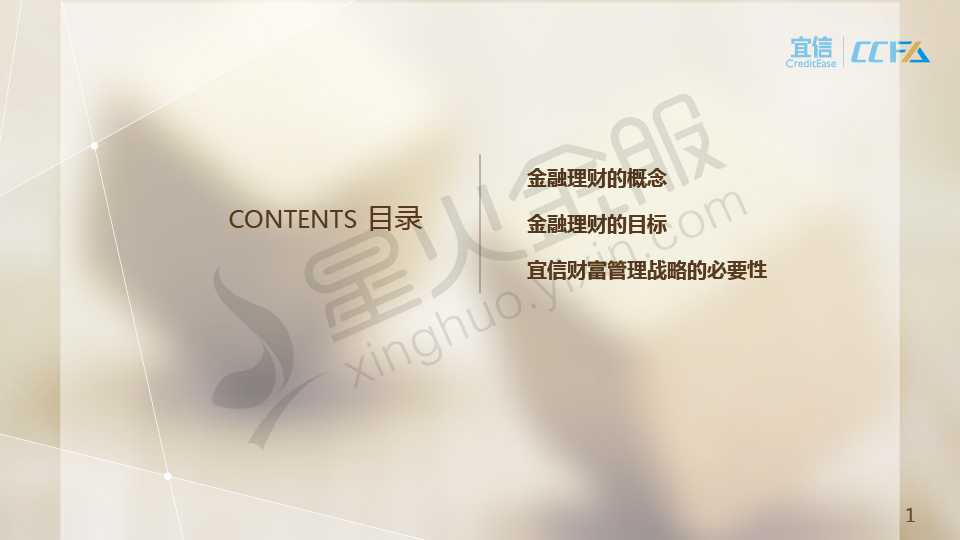 宜信
CreditEase
CCFA
CONTENTS 目录
金融理财的概念
金融理财的目标
宜信财富管理战略的必要性
星火金服
xinghuo.yixin.com
1